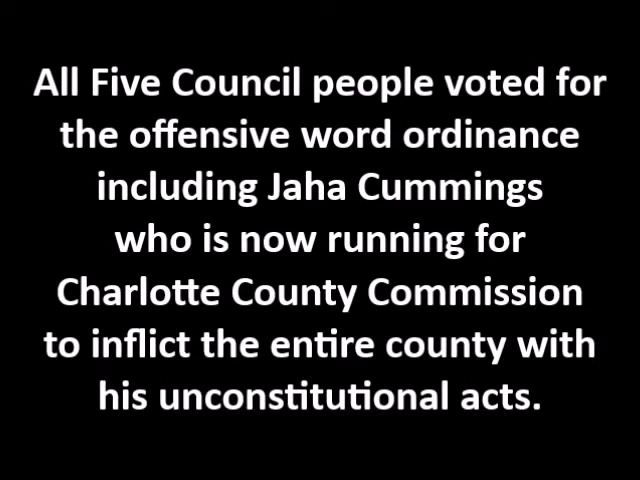 All Five Council people voted for
the offensive word ordinance
including Jaha Cummings
who is now running for
Charlotte County Commission
to inflict the entire county with
his unconstitutional acts.